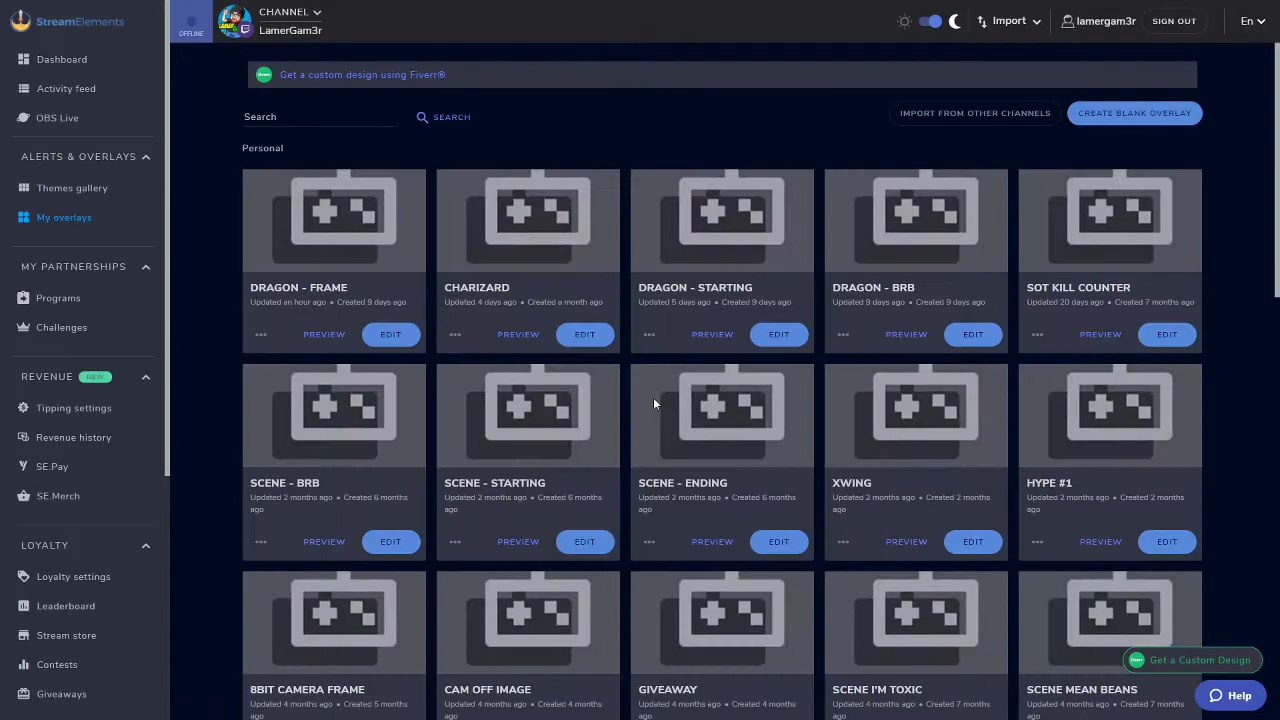 StreamElements
OFFLINE
CHANNEL
LamerGam3r
Import
lamergam3r
SIGN OUT
En
Dashboard
Activity feed
OBS Live
ALERTS & OVERLAYS
Themes gallery
My overlays
MY PARTNERSHIPS
Programs
Challenges
REVENUE NEW
Tipping settings
Revenue history
SE.Pay
SE.Merch
LOYALTY
Loyalty settings
Leaderboard
Stream store
Contests
Giveaways
fiverr Get a custom design using Fiverr®
Search
SEARCH
IMPORT FROM OTHER CHANNELS
CREATE BLANK OVERLAY
Personal
DRAGON - FRAME
Updated an hour ago • Created 9 days ago
••• PREVIEW EDIT
CHARIZARD
Updated 4 days ago • Created a month ago
••• PREVIEW EDIT
DRAGON - STARTING
Updated 5 days ago • Created 9 days ago
••• PREVIEW EDIT
DRAGON - BRB
Updated 9 days ago • Created 9 days ago
••• PREVIEW EDIT
SOT KILL COUNTER
Updated 20 days ago • Created 7 months ago
••• PREVIEW EDIT
SCENE - BRB
Updated 2 months ago • Created 6 months
ago
••• PREVIEW EDIT
SCENE - STARTING
Updated 2 months ago • Created 6 months
ago
••• PREVIEW EDIT
SCENE - ENDING
Updated 2 months ago • Created 6 months
ago
••• PREVIEW EDIT
XWING
Updated 2 months ago • Created 2 months
ago
••• PREVIEW EDIT
HYPE #1
Updated 2 months ago • Created 2 months
ago
••• PREVIEW EDIT
8BIT CAMERA FRAME
Updated 4 months ago • Created 5 months
ago
CAM OFF IMAGE
Updated 4 months ago • Created 4 months
ago
GIVEAWAY
Updated 4 months ago • Created 4 months
ago
SCENE I'M TOXIC
Updated 4 months ago • Created 7 months
ago
SCENE MEAN BEANS
Updated 4 months ago • Created 7 months
ago
fiverr Get a Custom Design
Help